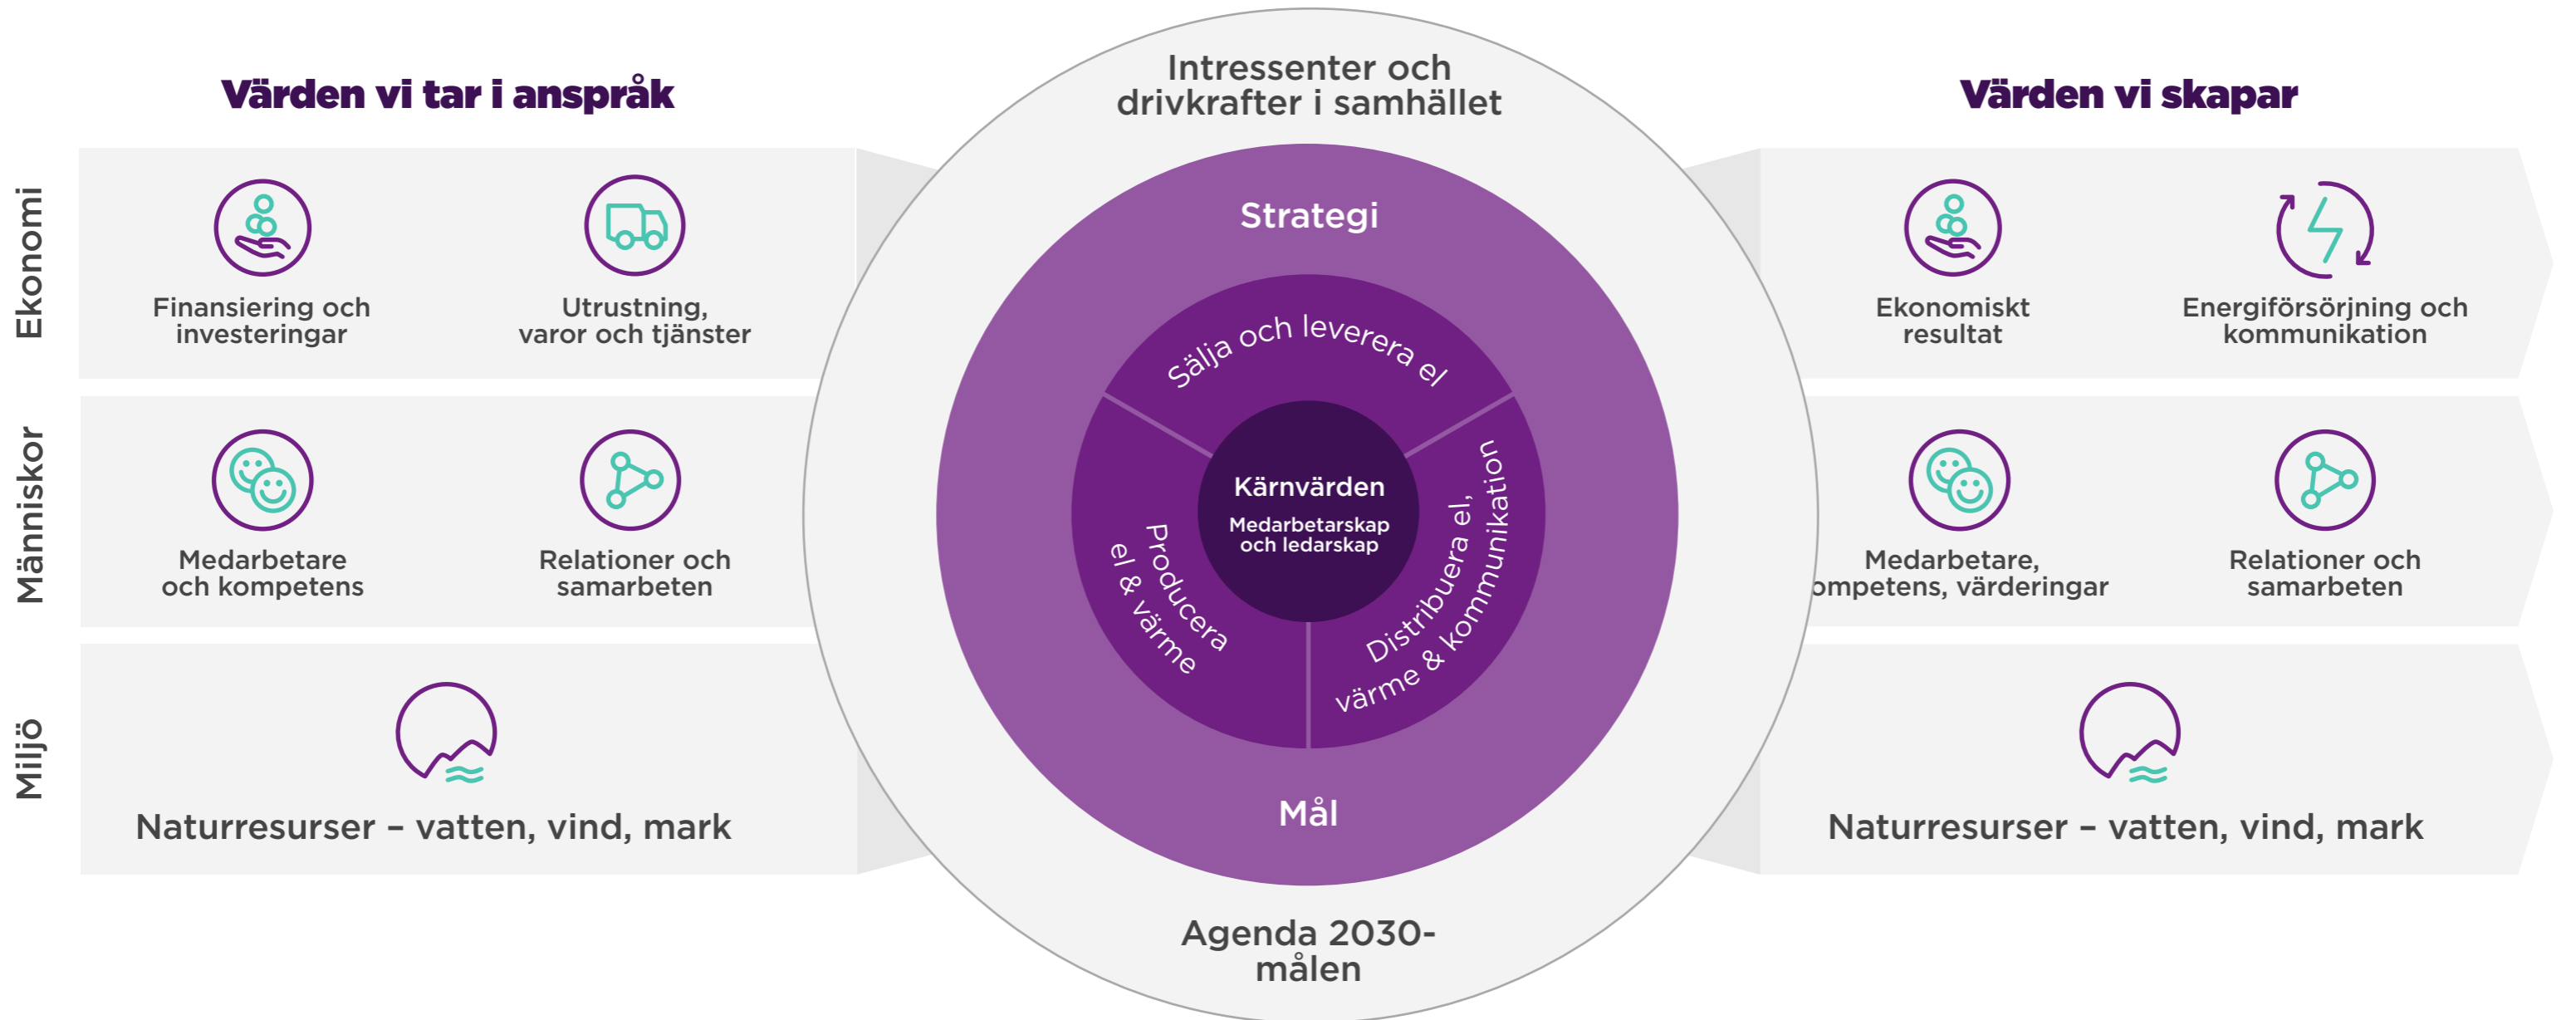 Värden vi tar i anspråk
Ekonomi
Finansiering och
investeringar
Utrustning,
varor och tjänster
Människor
Medarbetare
och kompetens
Relationer och
samarbeten
Miljö
Naturresurser – vatten, vind, mark
Intressenter och
drivkrafter i samhället
Strategi
Sälja och leverera el
Kärnvärden
Medarbetarskap
och ledarskap
Producera
el & värme
Distribuera el,
värme & kommunikation
Mål
Agenda 2030-
målen
Värden vi skapar
Ekonomiskt
resultat
Energiförsörjning och
kommunikation
Medarbetare,
ompetens, värderingar
Relationer och
samarbeten
Naturresurser – vatten, vind, mark